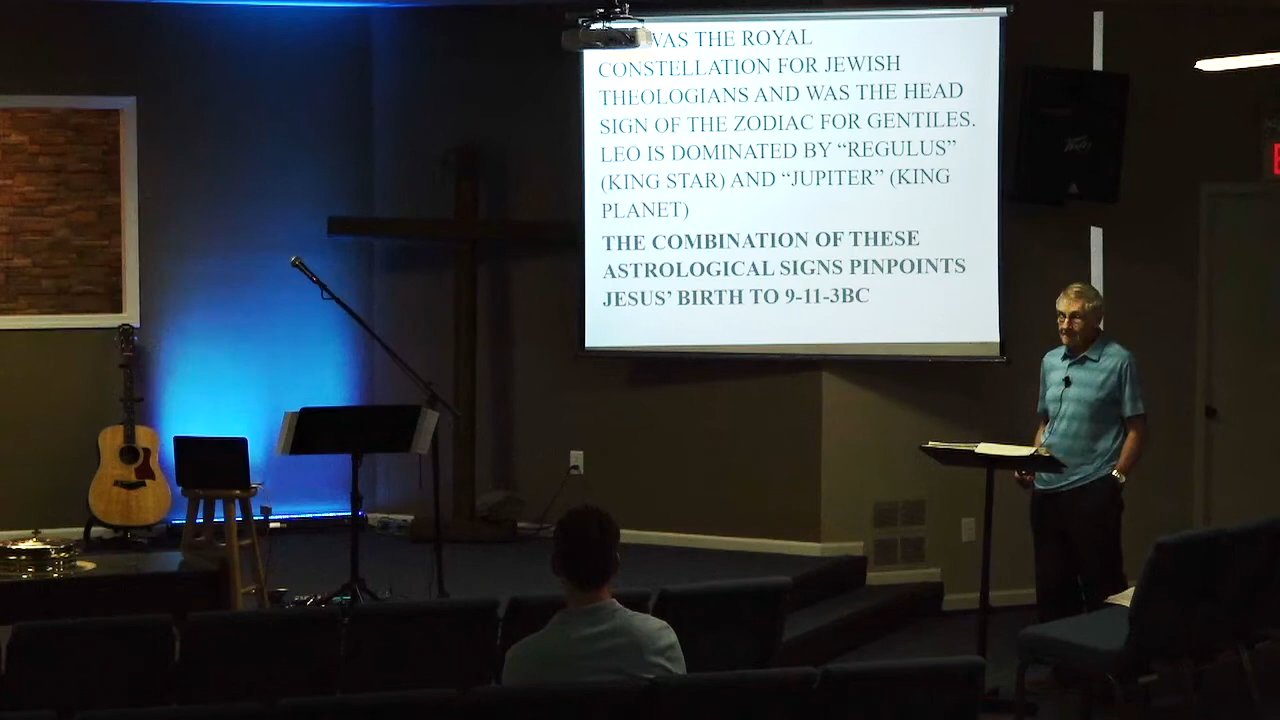 WAS THE ROYAL
CONSTELLATION FOR JEWISH
THEOLOGIANS AND WAS THE HEAD
SIGN OF THE ZODIAC FOR GENTILES.
LEO IS DOMINATED BY “REGULUS”
(KING STAR) AND “JUPITER” (KING
PLANET)
THE COMBINATION OF THESE
ASTROLOGICAL SIGNS PINPOINTS
JESUS’ BIRTH TO 9-11-3BC